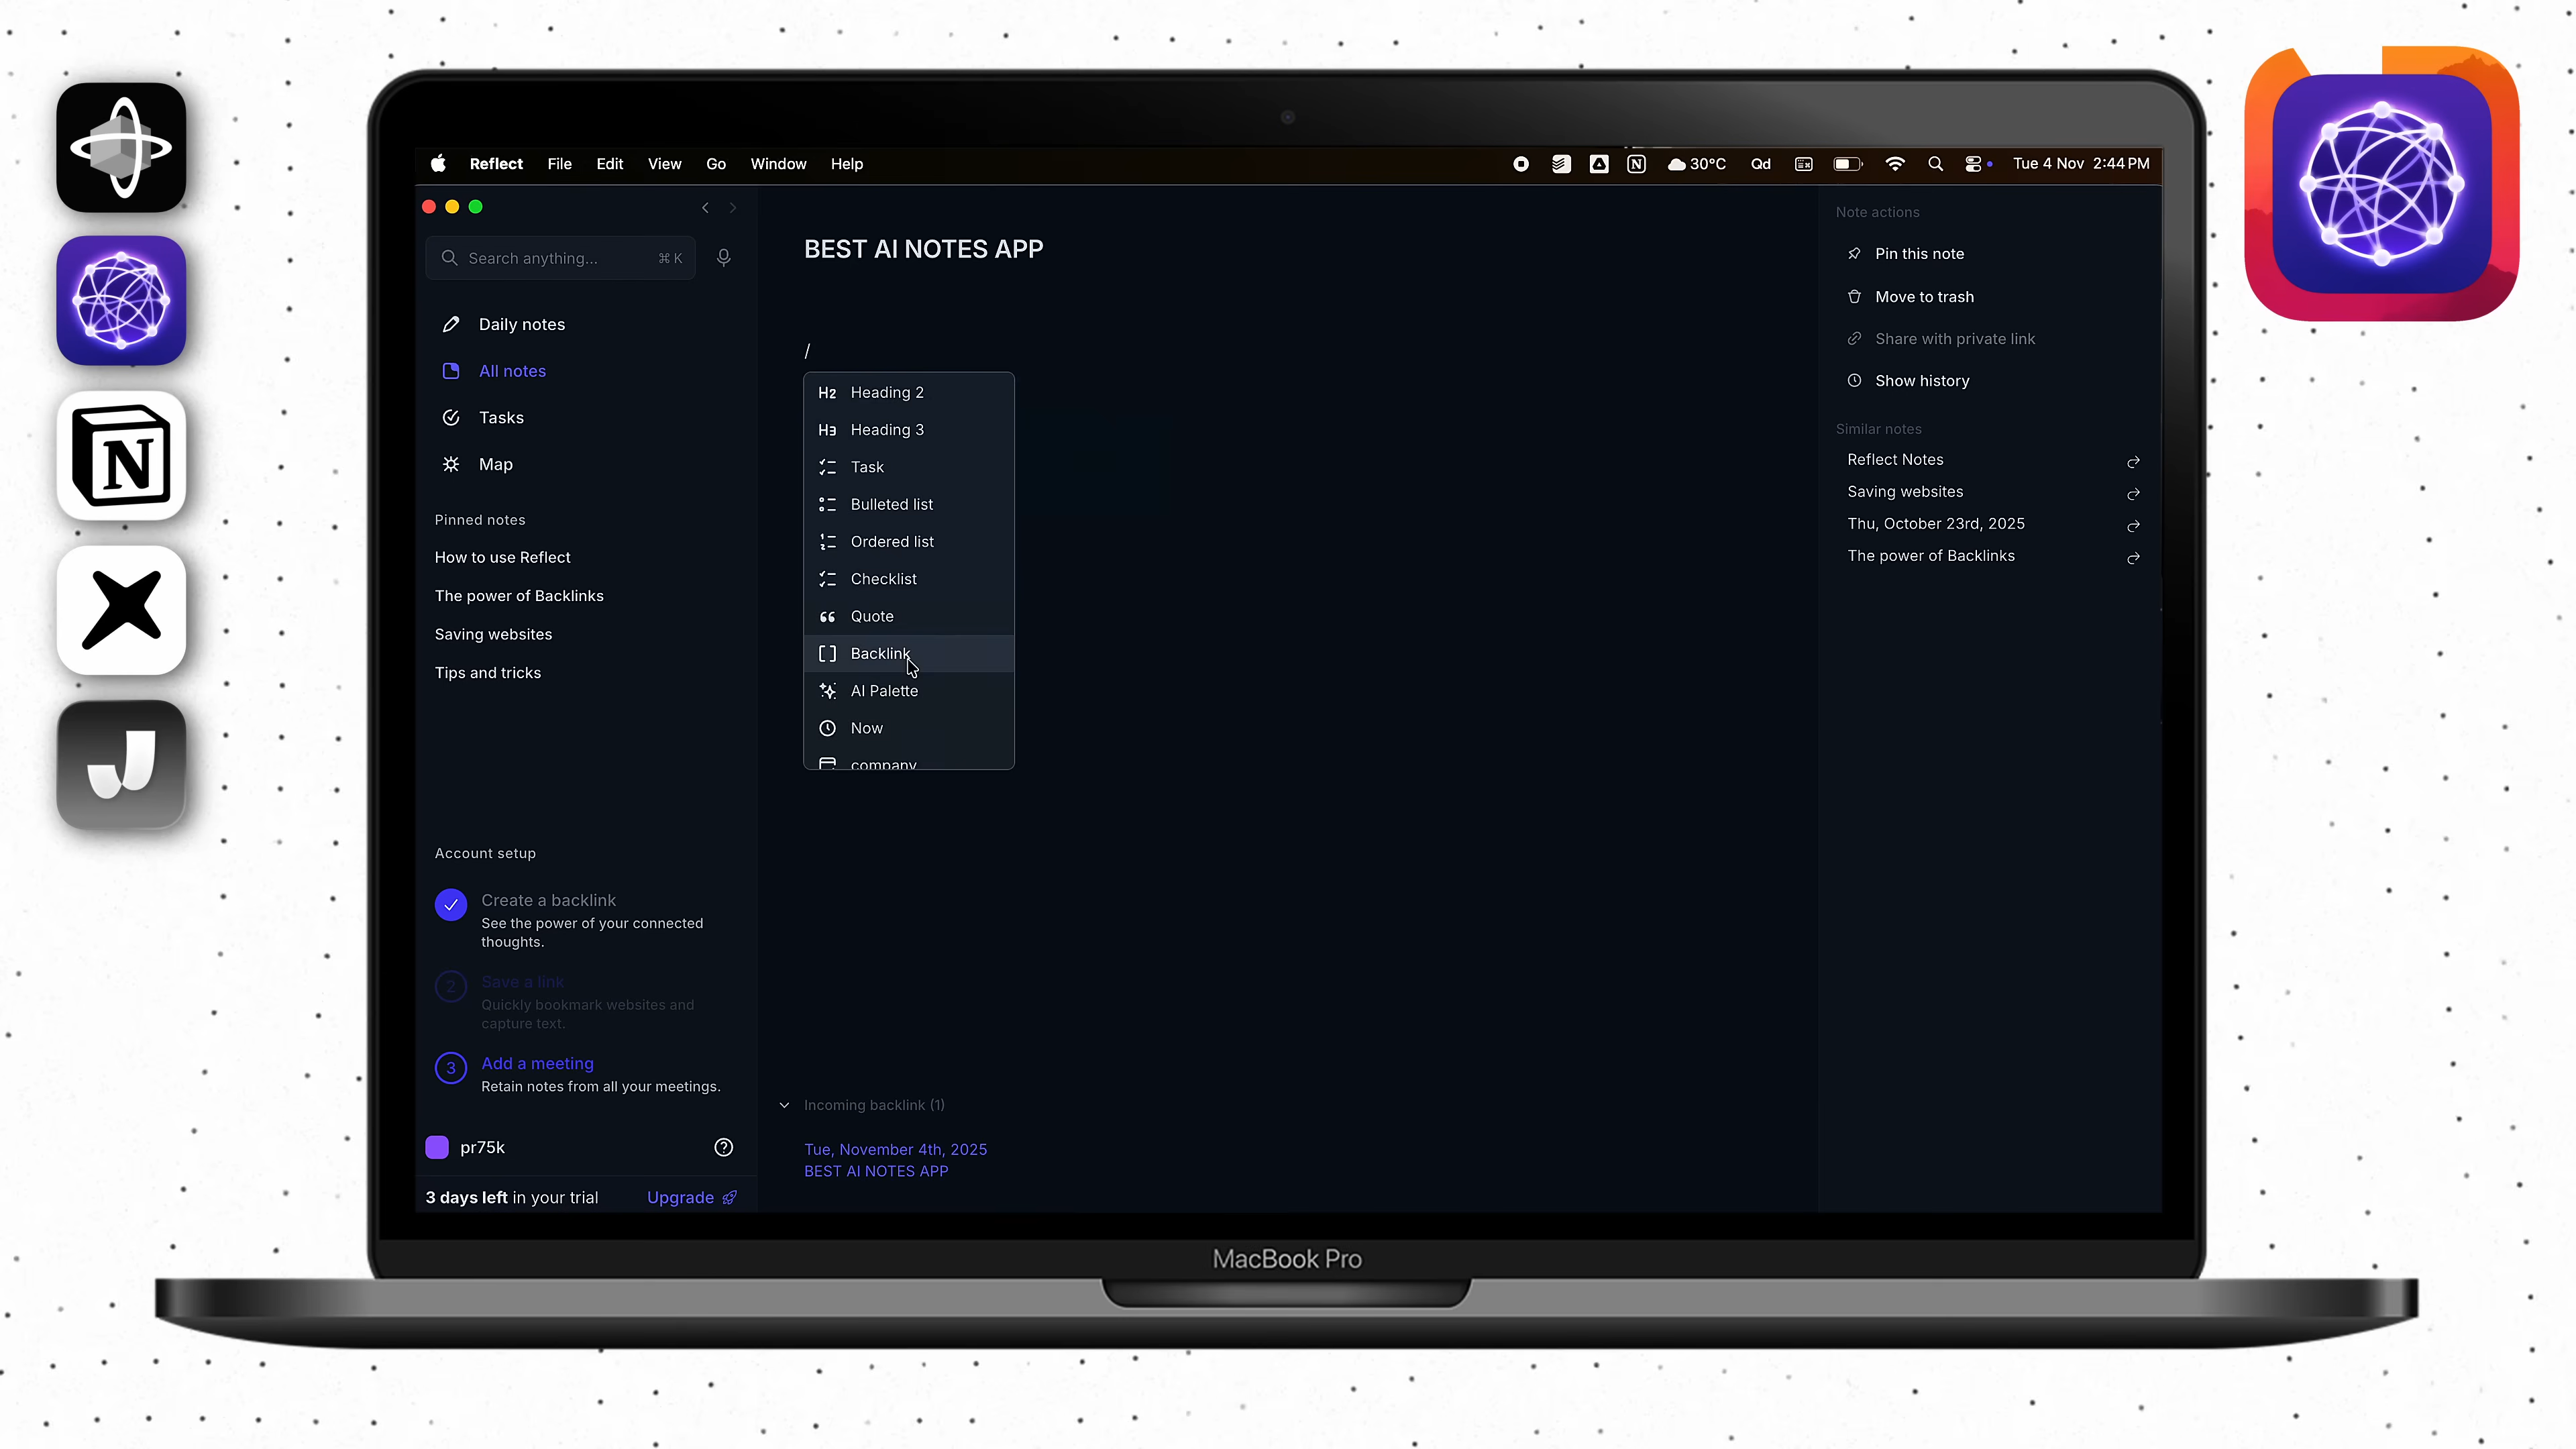 Reflect File Edit View Go Window Help
30°C Qd Tue 4 Nov 2:44 PM
Search anything... ⌘ K
Daily notes
All notes
Tasks
Map
Pinned notes
How to use Reflect
The power of Backlinks
Saving websites
Tips and tricks
Account setup
Create a backlink
See the power of your connected
thoughts.
2 Save a link
Quickly bookmark websites and
capture text.
3 Add a meeting
Retain notes from all your meetings.
pr75k
3 days left in your trial Upgrade
BEST AI NOTES APP
/
H2 Heading 2
H3 Heading 3
Task
Bulleted list
Ordered list
Checklist
Quote
Backlink
AI Palette
Now
company
Incoming backlink (1)
Tue, November 4th, 2025
BEST AI NOTES APP
Note actions
Pin this note
Move to trash
Share with private link
Show history
Similar notes
Reflect Notes
Saving websites
Thu, October 23rd, 2025
The power of Backlinks
MacBook Pro